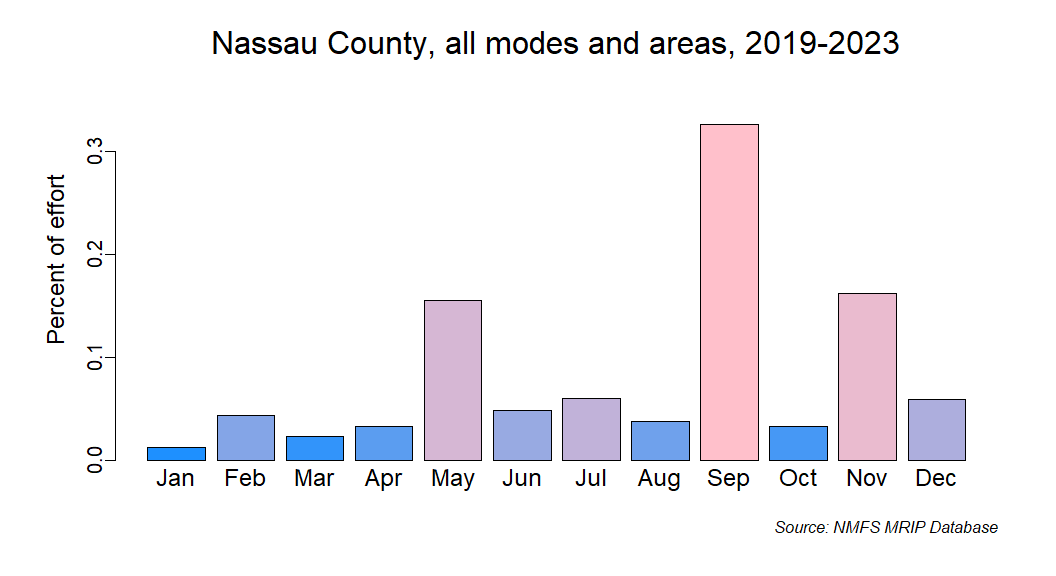 Nassau County, all modes and areas, 2019-2023
Percent of effort
0.3
0.2
0.1
0.0
Jan Feb Mar Apr May Jun Jul Aug Sep Oct Nov Dec
Source: NMFS MRIP Database